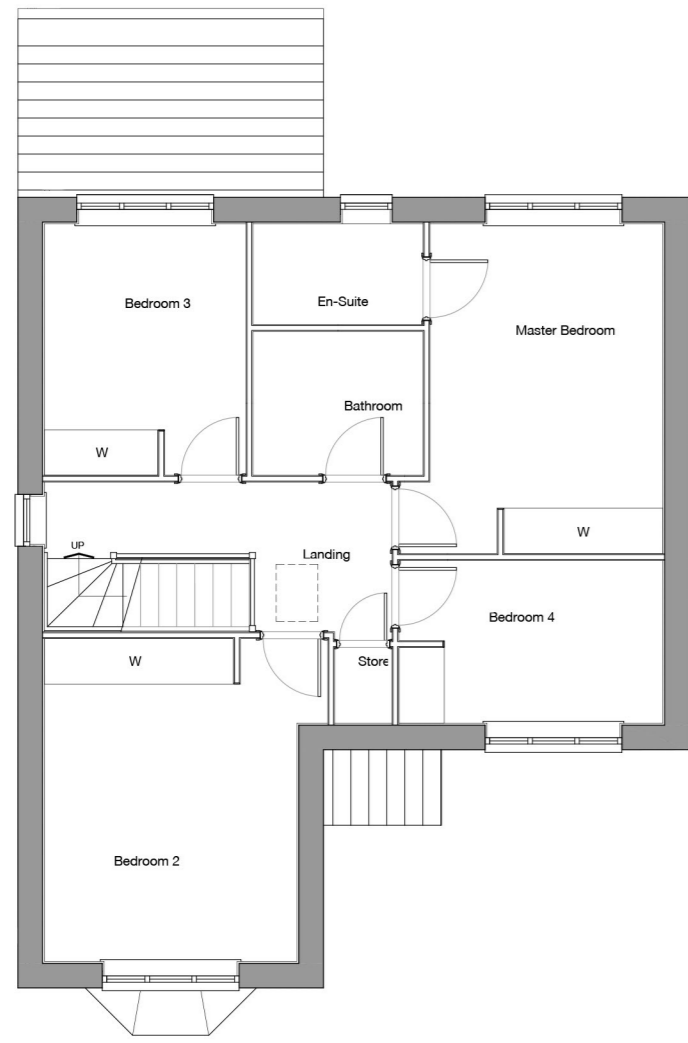 Bedroom 3
En-Suite
Master Bedroom
Bathroom
W
W
UP
Landing
Bedroom 4
W
Store
Bedroom 2